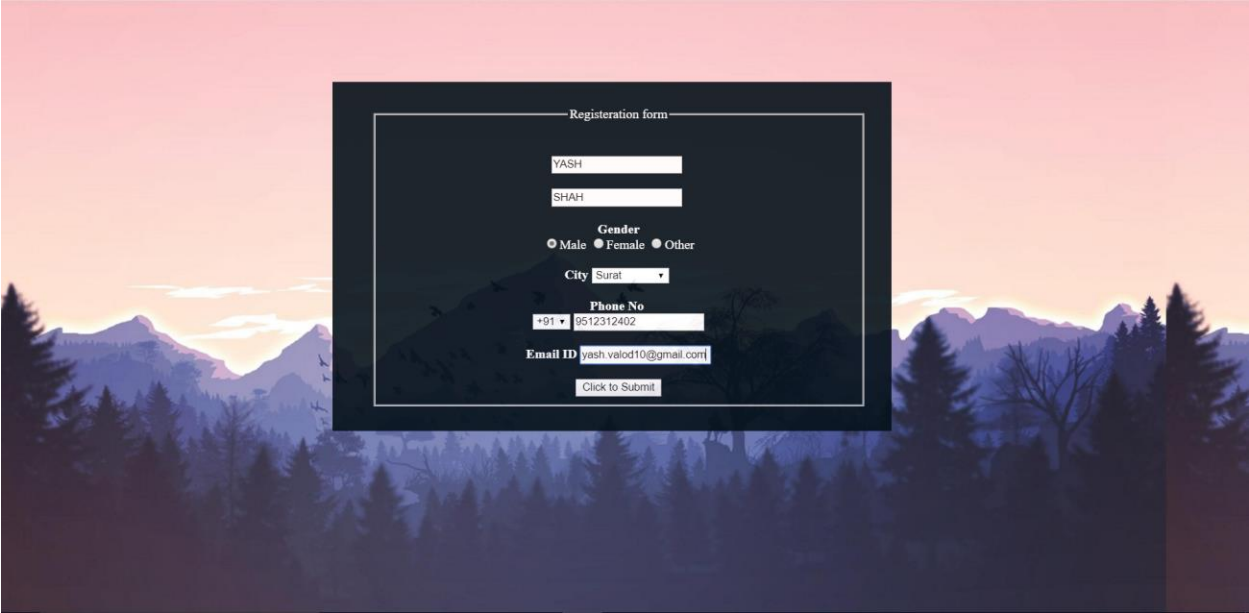 Registeration form
YASH
SHAH
Gender
Male Female Other
City Surat
Phone No
+91 9512312402
Email ID yash.valod10@gmail.com
Click to Submit